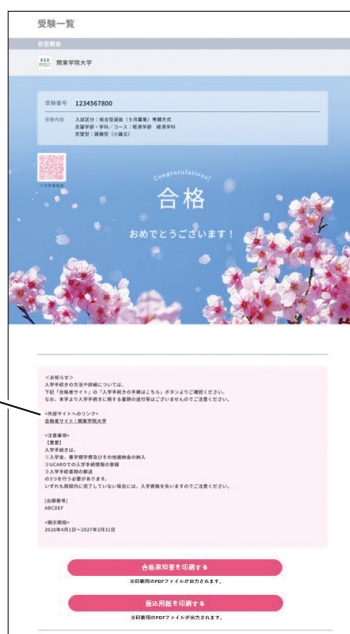 受験一覧
合否照会
KGU 関東学院大学
受験番号 1234567800
受験内容 入試区分：総合型選抜（9月募集）専願方式
志望学部・学科／コース：経済学部 経済学科
志望型：課題型（小論文）
Congratulations!
合格
おめでとうございます！
<お知らせ>
入学手続きの方法や詳細については、
下記「合格者サイト」の「入学手続きの手順はこちら」ボタンよりご確認ください。
なお、本学より入学手続きに関する書類の送付等はございませんのでご注意ください。
<外部サイトへのリンク>
合格者サイト｜関東学院大学
<注意事項>
【重要】
入学手続きは、
①入学金、春学期学費及びその他諸納金の納入
②UCAROでの入学手続情報の登録
③入学手続書類の郵送
の3つを行う必要があります。
いずれも期間内に完了していない場合には、入学資格を失いますのでご注意ください。
[出願番号]
ABCDEF
<掲示期間>
2026年4月1日～2027年3月31日
合格通知書を印刷する
※印刷用のPDFファイルが出力されます。
振込用紙を印刷する
※印刷用のPDFファイルが出力されます。